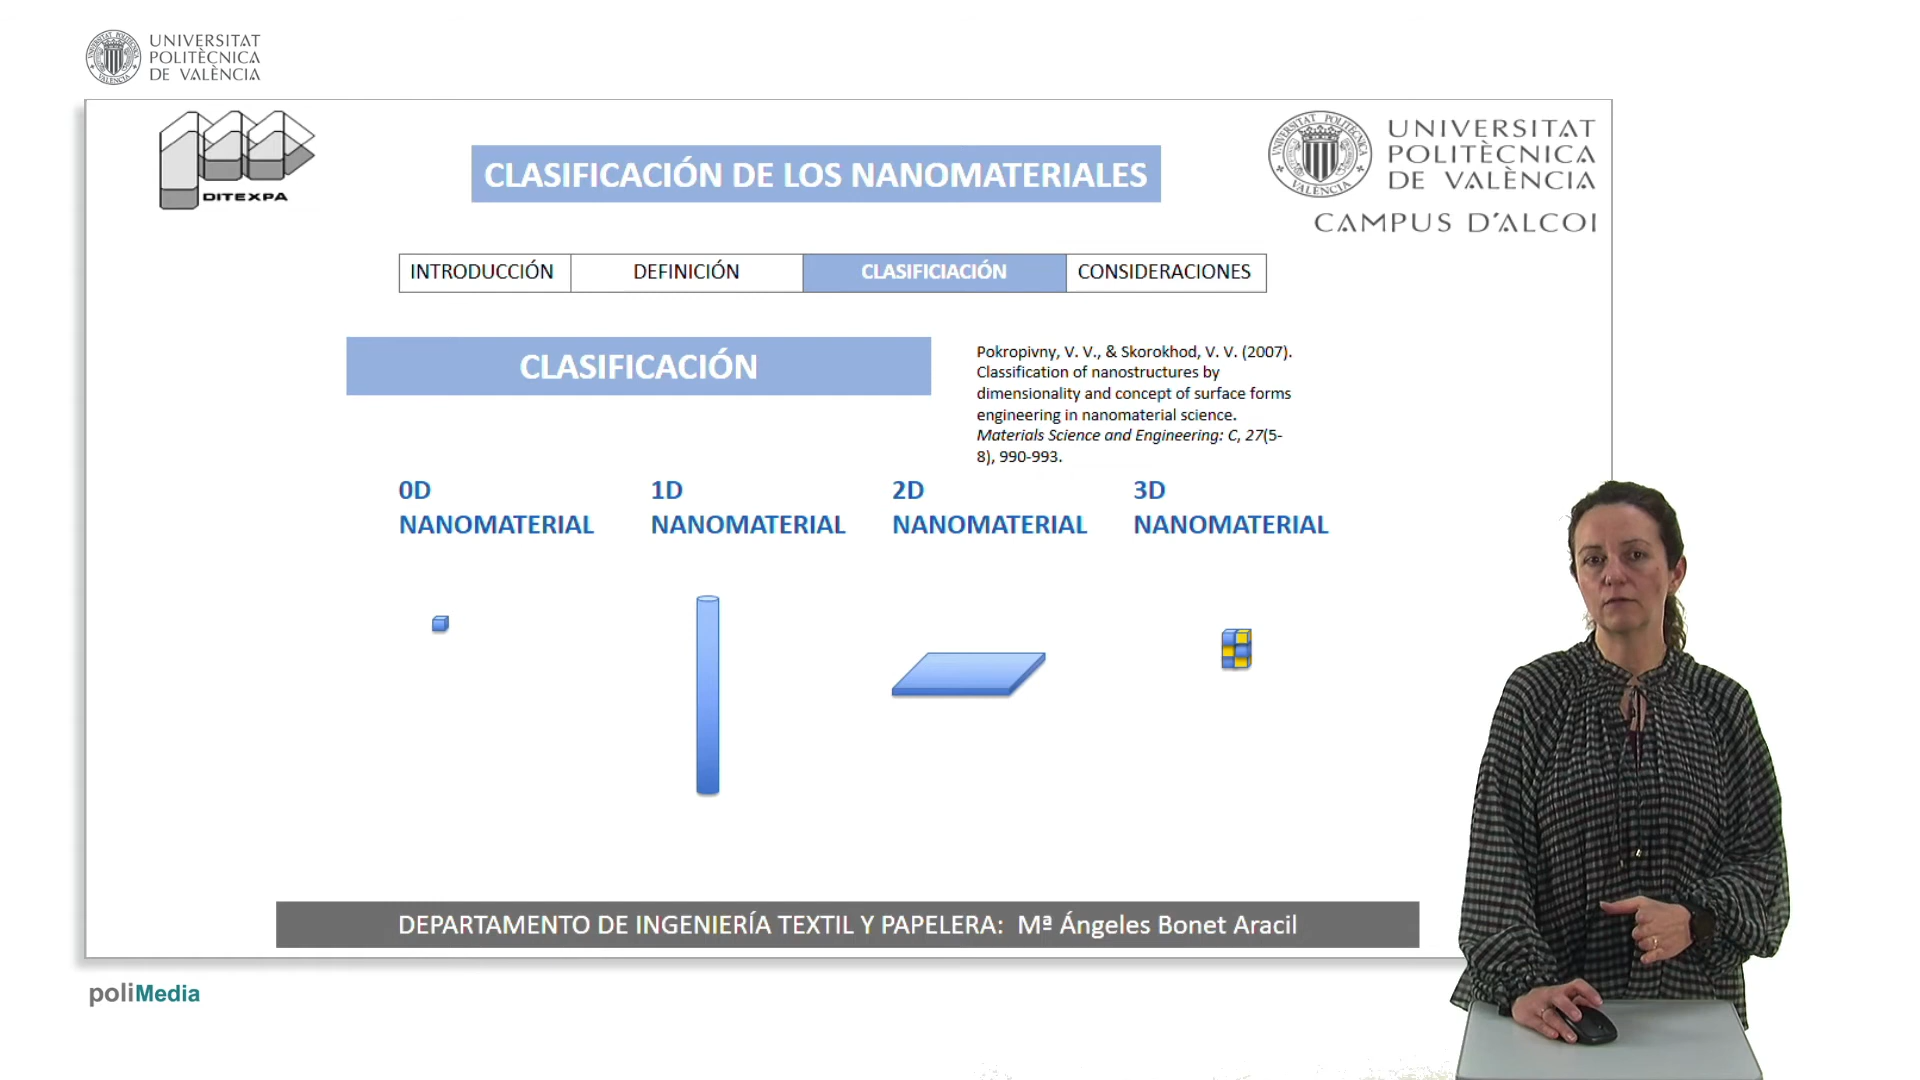 UNIVERSITAT
POLITÈCNICA
DE VALÈNCIA
DITEXPA
CLASIFICACIÓN DE LOS NANOMATERIALES
UNIVERSITAT
POLITÈCNICA
DE VALÈNCIA
CAMPUS D'ALCOI
INTRODUCCIÓN
DEFINICIÓN
CLASIFICIACIÓN
CONSIDERACIONES
CLASIFICACIÓN
Pokropivny, V. V., & Skorokhod, V. V. (2007).
Classification of nanostructures by
dimensionality and concept of surface forms
engineering in nanomaterial science.
Materials Science and Engineering: C, 27(5-
8), 990-993.
0D
NANOMATERIAL
1D
NANOMATERIAL
2D
NANOMATERIAL
3D
NANOMATERIAL
DEPARTAMENTO DE INGENIERÍA TEXTIL Y PAPELERA: Mª Ángeles Bonet Aracil
poliMedia